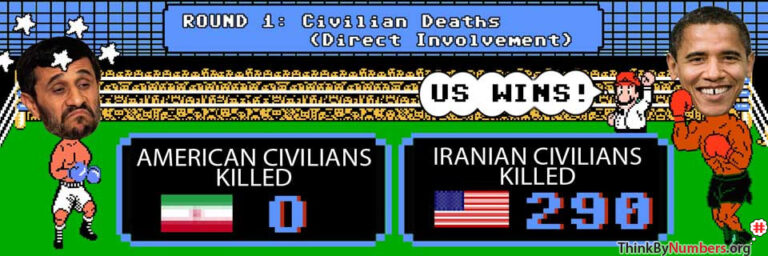 ROUND 1: Civilian Deaths
(Direct Involvement)
US WINS!
AMERICAN CIVILIANS
KILLED
0
IRANIAN CIVILIANS
KILLED
290
#
ThinkByNumbers.org